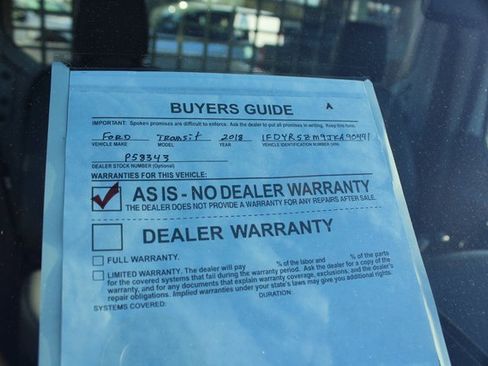 BUYERS GUIDE
A
IMPORTANT: Spoken promises are difficult to enforce. Ask the dealer to put all promises in writing. Keep this form.
Ford Transit 2018
VEHICLE MAKE MODEL YEAR VEHICLE IDENTIFICATION NUMBER (VIN)
P58343
DEALER STOCK NUMBER (Optional)
WARRANTIES FOR THIS VEHICLE:
AS IS - NO DEALER WARRANTY
THE DEALER DOES NOT PROVIDE A WARRANTY FOR ANY REPAIRS AFTER SALE.
DEALER WARRANTY
FULL WARRANTY.
LIMITED WARRANTY. The dealer will pay % of the labor and % of the parts
for the covered systems that fail during the warranty period. Ask the dealer for a copy of the
warranty, and for any documents that explain warranty coverage, exclusions, and the dealer's
repair obligations. Implied warranties under your state's laws may give you additional rights.
SYSTEMS COVERED: DURATION: